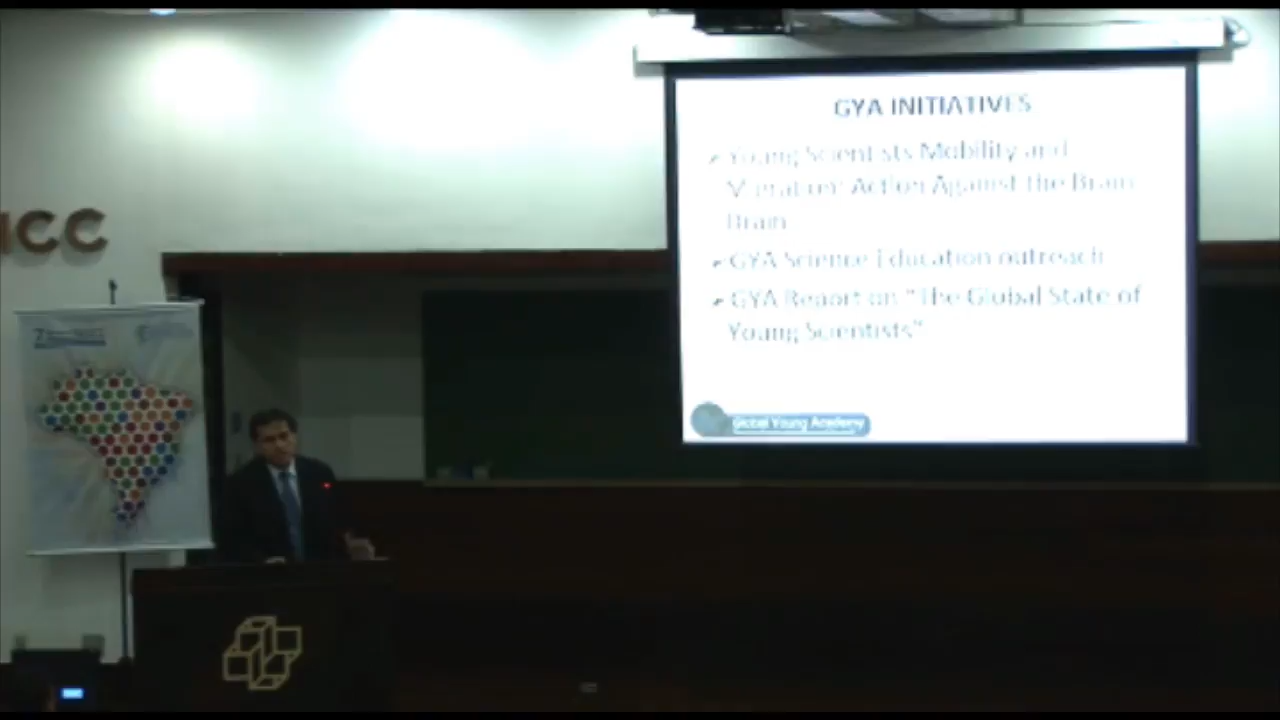 GYA INITIATIVES
Young Scientists Mobility and
Migration: Action Against the Brain
Drain
GYA Science Education outreach
GYA Report on "The Global State of
Young Scientists"
Global Young Academy
ICC